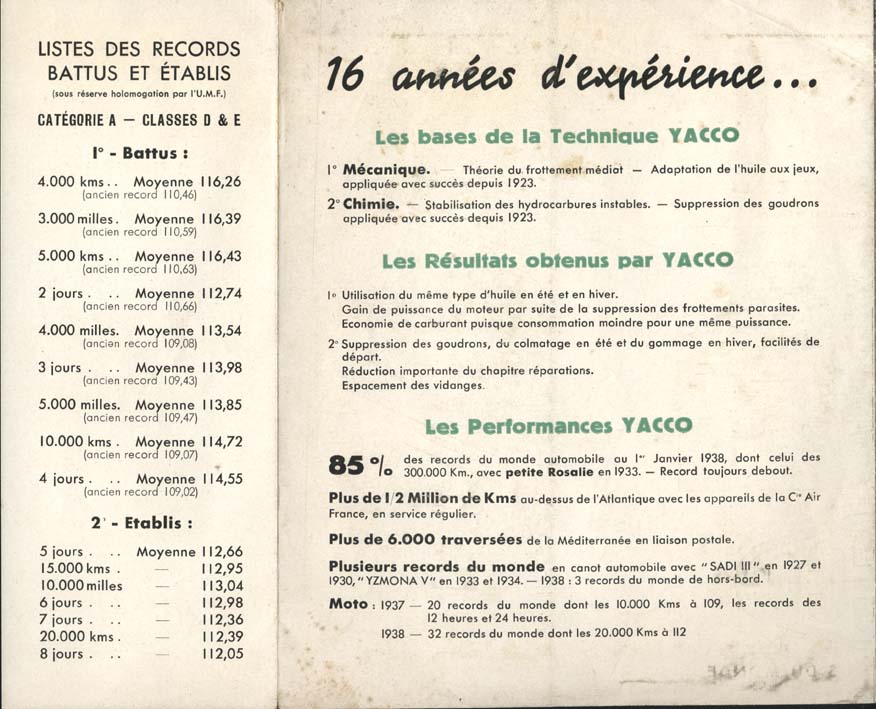 LISTES DES RECORDS
BATTUS ET ÉTABLIS
(sous réserve holomogation par l'U.M.F.)
CATÉGORIE A — CLASSES D & E
1° - Battus :
4.000 kms . . Moyenne 116,26
(ancien record 110,46)
3.000 milles. Moyenne 116,39
(ancien record 110,59)
5.000 kms . . Moyenne 116,43
(ancien record 110,63)
2 jours . . . Moyenne 112,74
(ancien record 110,66)
4.000 milles. Moyenne 113,54
(ancien record 109,08)
3 jours . . . Moyenne 113,98
(ancien record 109,43)
5.000 milles. Moyenne 113,85
(ancien record 109,47)
10.000 kms . Moyenne 114,72
(ancien record 109,07)
4 jours . . . Moyenne 114,55
(ancien record 109,02)
2° - Etablis :
5 jours . . . Moyenne 112,66
15.000 kms . — 112,95
10.000 milles — 113,04
6 jours . . . — 112,98
7 jours . . . — 112,36
20.000 kms . — 112,39
8 jours . . . — 112,05
16 années d'expérience...
Les bases de la Technique YACCO
1° Mécanique. — Théorie du frottement médiat — Adaptation de l'huile aux jeux,
appliquée avec succès depuis 1923.
2° Chimie. — Stabilisation des hydrocarbures instables. — Suppression des goudrons
appliquée avec succès dequis 1923.
Les Résultats obtenus par YACCO
1° Utilisation du même type d'huile en été et en hiver.
Gain de puissance du moteur par suite de la suppression des frottements parasites.
Economie de carburant puisque consommation moindre pour une même puissance.
2° Suppression des goudrons, du colmatage en été et du gommage en hiver, facilités de
départ.
Réduction importante du chapitre réparations.
Espacement des vidanges.
Les Performances YACCO
85 % des records du monde automobile au 1er Janvier 1938, dont celui des
300.000 Km., avec petite Rosalie en 1933. — Record toujours debout.
Plus de 1/2 Million de Kms au-dessus de l'Atlantique avec les appareils de la Cie Air
France, en service régulier.
Plus de 6.000 traversées de la Méditerranée en liaison postale.
Plusieurs records du monde en canot automobile avec "SADI III" en 1927 et
1930, "YZMONA V" en 1933 et 1934. — 1938 : 3 records du monde de hors-bord.
Moto : 1937 — 20 records du monde dont les 10.000 Kms à 109, les records des
12 heures et 24 heures.
1938 — 32 records du monde dont les 20.000 Kms à 112